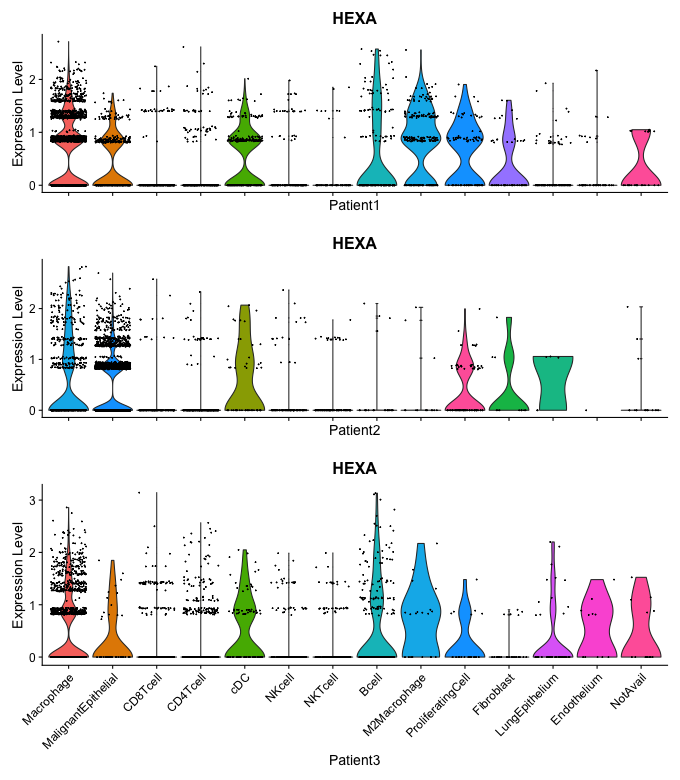 HEXA
Expression Level
2
1
0
Patient1
HEXA
Expression Level
2
1
0
Patient2
HEXA
Expression Level
3
2
1
0
Macrophage
MalignantEpithelial
CD8Tcell
CD4Tcell
cDC
NKcell
NKTcell
Bcell
M2Macrophage
ProliferatingCell
Fibroblast
LungEpithelium
Endothelium
NotAvail
Patient3